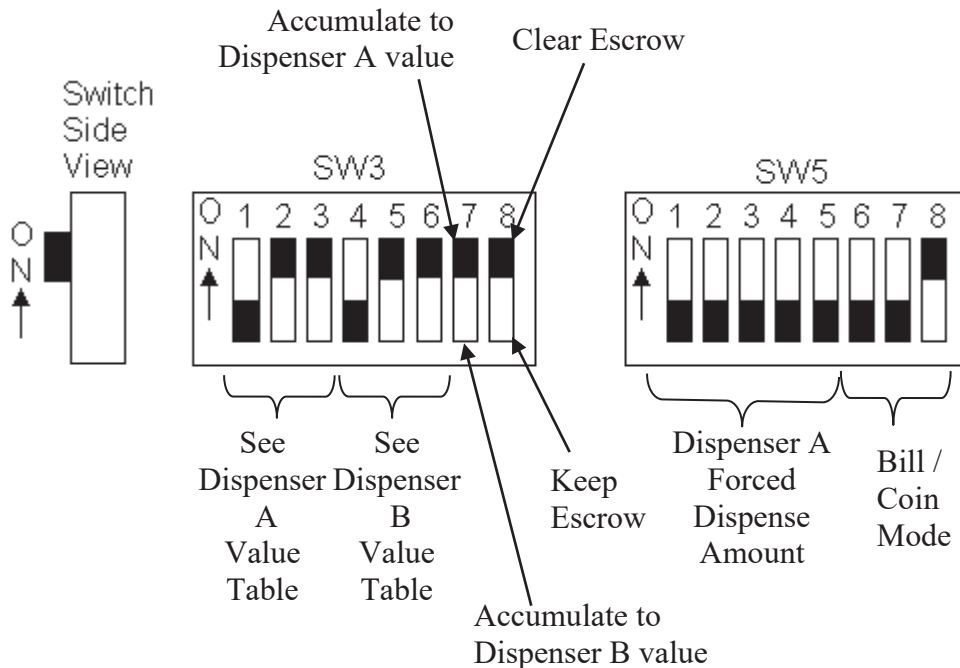 Accumulate to
Dispenser A value
Clear Escrow
Switch
Side
View
O
N
SW3
O
N
1 2 3 4 5 6 7 8
SW5
O
N
1 2 3 4 5 6 7 8
See
Dispenser
A
Value
Table
See
Dispenser
B
Value
Table
Keep
Escrow
Dispenser A
Forced
Dispense
Amount
Bill /
Coin
Mode
Accumulate to
Dispenser B value